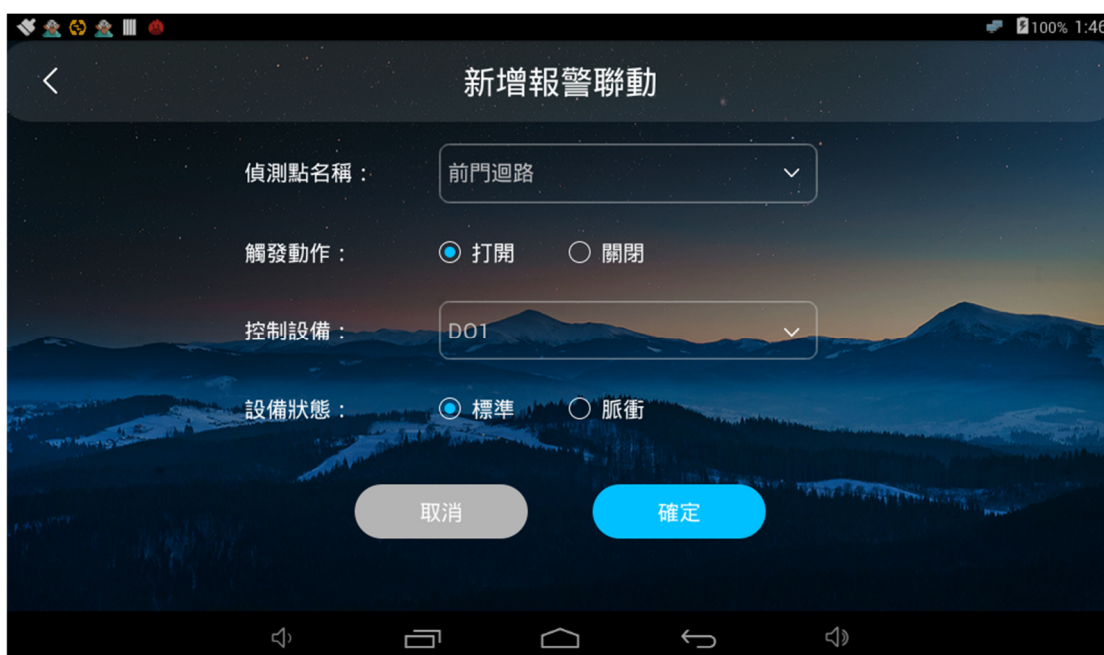 100% 1:46
新增報警聯動
偵測點名稱： 前門迴路
觸發動作： 打開 關閉
控制設備： DO1
設備狀態： 標準 脈衝
取消 確定